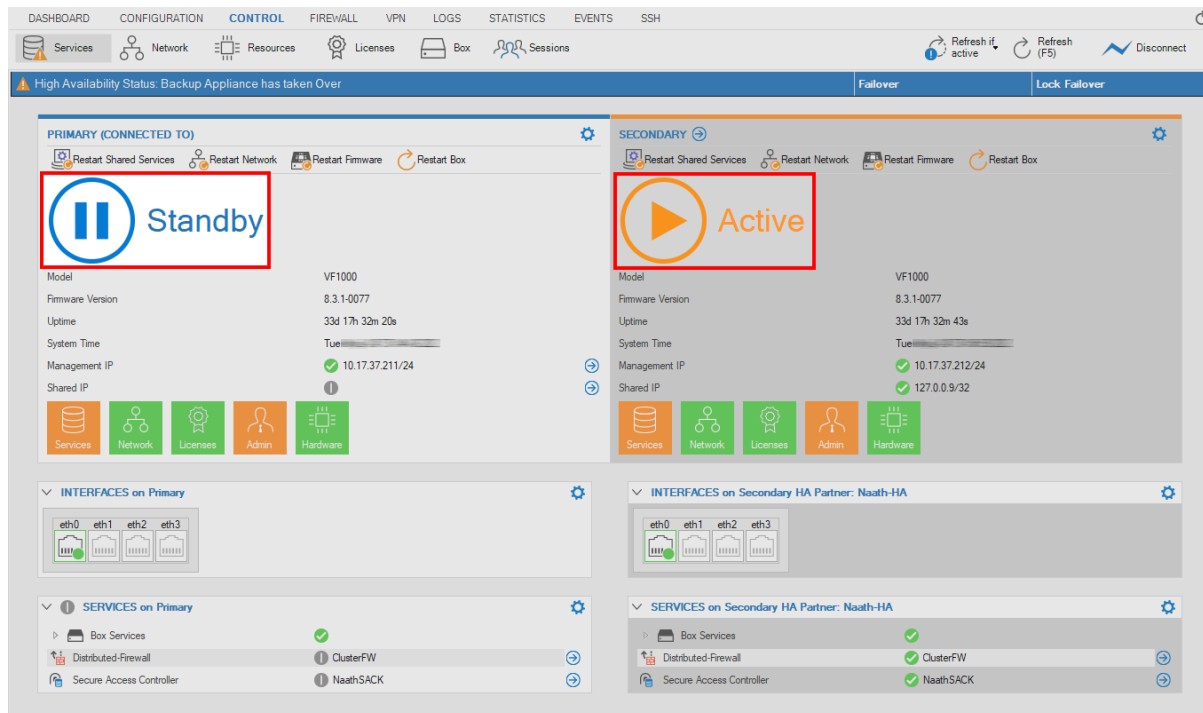 DASHBOARD CONFIGURATION CONTROL FIREWALL VPN LOGS STATISTICS EVENTS SSH
Services Network Resources Licenses Box Sessions Refresh if active Refresh (F5) Disconnect
High Availability Status: Backup Appliance has taken Over Failover Lock Failover
PRIMARY (CONNECTED TO)
Restart Shared Services Restart Network Restart Firmware Restart Box
Standby
Model VF1000
Firmware Version 8.3.1-0077
Uptime 33d 17h 32m 20s
System Time Tue
Management IP 10.17.37.211/24
Shared IP
Services Network Licenses Admin Hardware
SECONDARY
Restart Shared Services Restart Network Restart Firmware Restart Box
Active
Model VF1000
Firmware Version 8.3.1-0077
Uptime 33d 17h 32m 43s
System Time Tue
Management IP 10.17.37.212/24
Shared IP 127.0.0.9/32
Services Network Licenses Admin Hardware
INTERFACES on Primary
eth0 eth1 eth2 eth3
INTERFACES on Secondary HA Partner: Naath-HA
eth0 eth1 eth2 eth3
SERVICES on Primary
Box Services
Distributed-Firewall ClusterFW
Secure Access Controller NaathSACK
SERVICES on Secondary HA Partner: Naath-HA
Box Services
Distributed-Firewall ClusterFW
Secure Access Controller NaathSACK